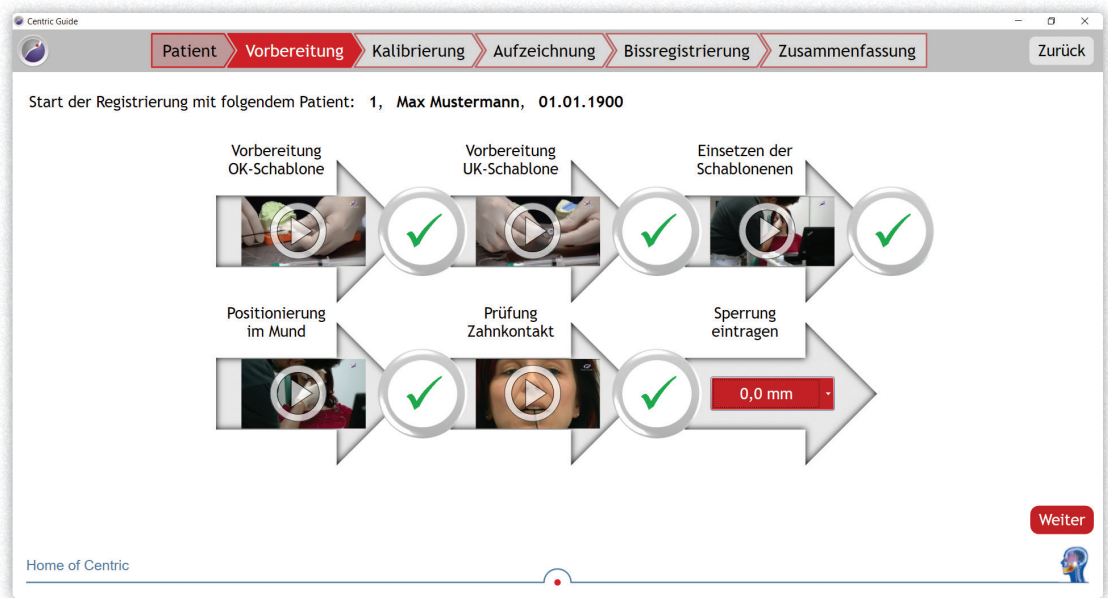 Centric Guide
Patient
Vorbereitung
Kalibrierung
Aufzeichnung
Bissregistrierung
Zusammenfassung
Zurück
Start der Registrierung mit folgendem Patient: 1, Max Mustermann, 01.01.1900
Vorbereitung
OK-Schablone
Vorbereitung
UK-Schablone
Einsetzen der
Schablonenen
Positionierung
im Mund
Prüfung
Zahnkontakt
Sperrung
eintragen
0,0 mm
Weiter
Home of Centric